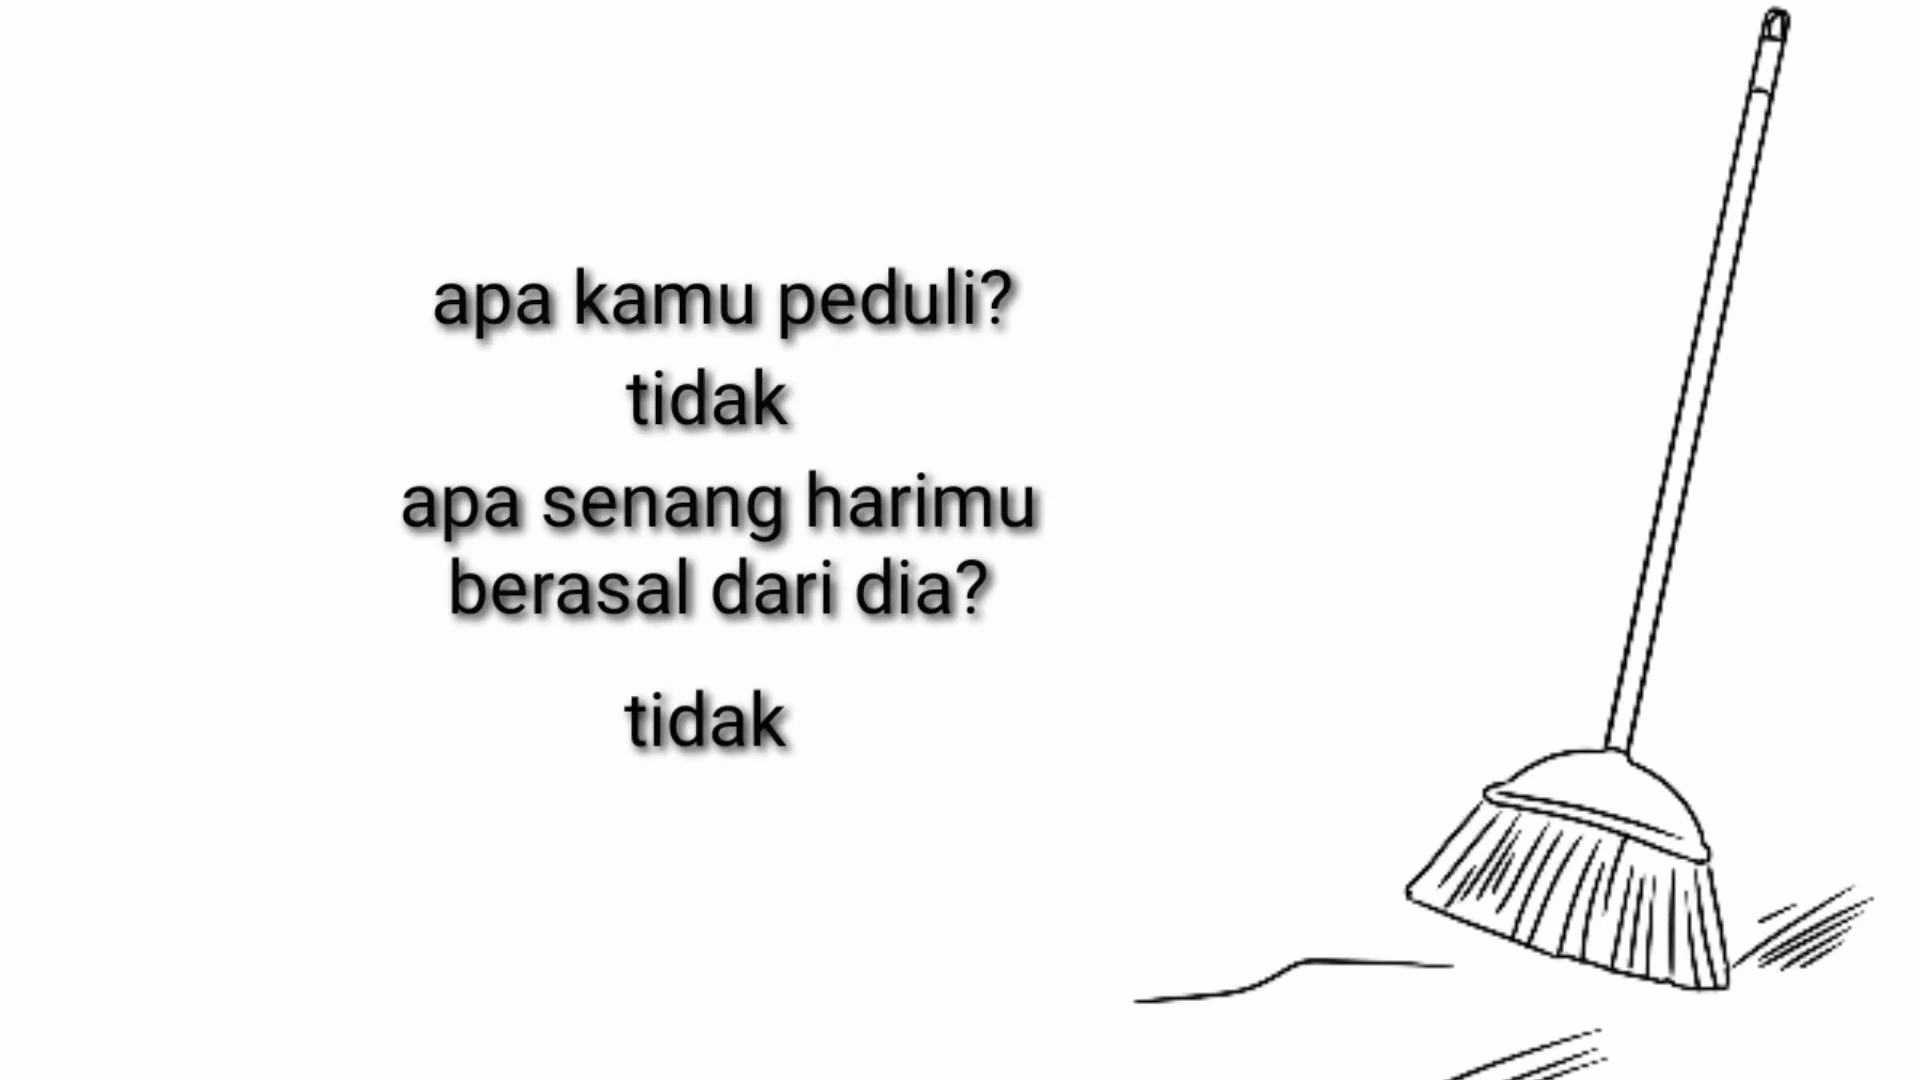 apa kamu peduli?
tidak
apa senang harimu
berasal dari dia?
tidak